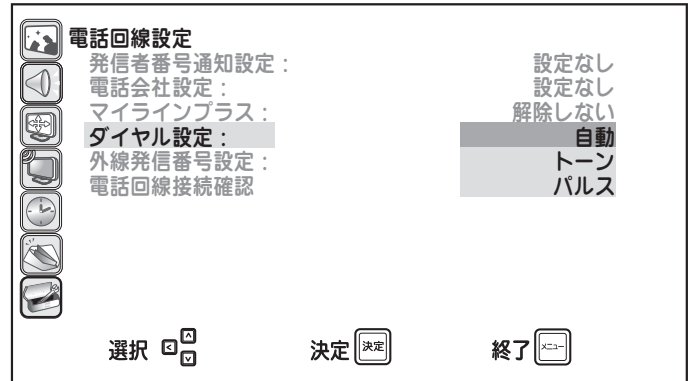 電話回線設定
発信者番号通知設定： 設定なし
電話会社設定： 設定なし
マイラインプラス： 解除しない
ダイヤル設定： 自動
外線発信番号設定： トーン
電話回線接続確認 パルス
選択 決定 決定 終了 メニュー